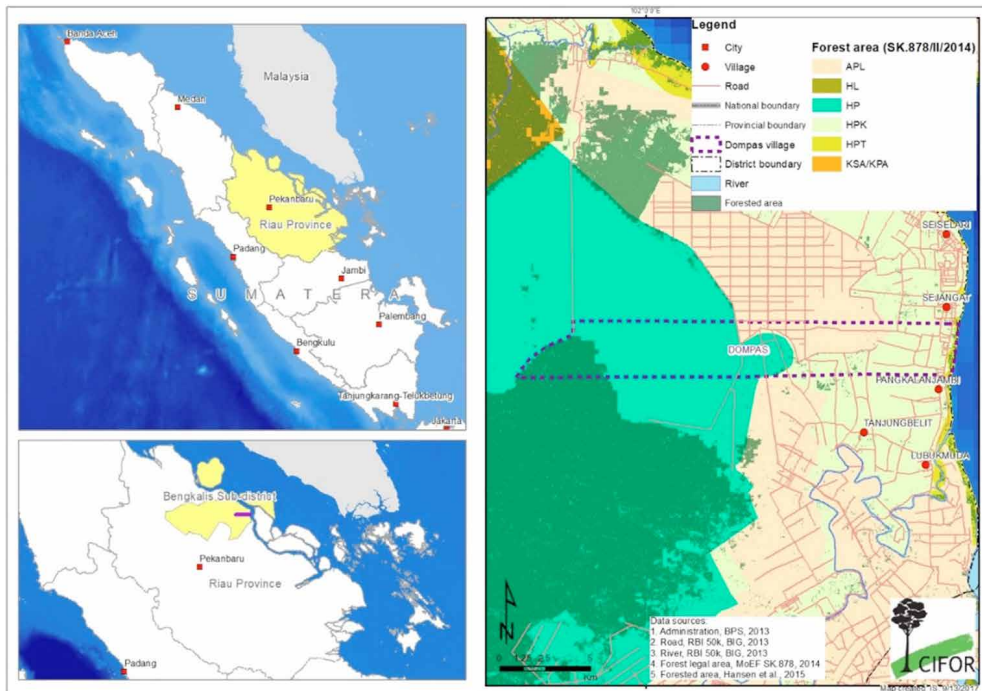 Banda Aceh
Malaysia
Medan
Pekanbaru
Riau Province
Padang
Jambi
SUMATERA
Palembang
Bengkulu
Tanjungkarang-Telukbetung
Jakarta
Bengkalis Sub-district
Pekanbaru
Riau Province
Padang
102°0'0"E
Legend
City
Village
Road
National boundary
Provincial boundary
Dompas village
District boundary
River
Forested area
Forest area (SK.878/II/2014)
APL
HL
HP
HPK
HPT
KSA/KPA
SEISELARI
SEJANGAT
DOMPAS
PANGKALANJAMBI
TANJUNGBELIT
LUBUKMUDA
Data sources:
1. Administration, BPS, 2013
2. Road, RBI 50k, BIG, 2013
3. River, RBI 50k, BIG, 2013
4. Forest legal area, MoEF SK.878, 2014
5. Forested area, Hansen et al., 2015
Km
CIFOR